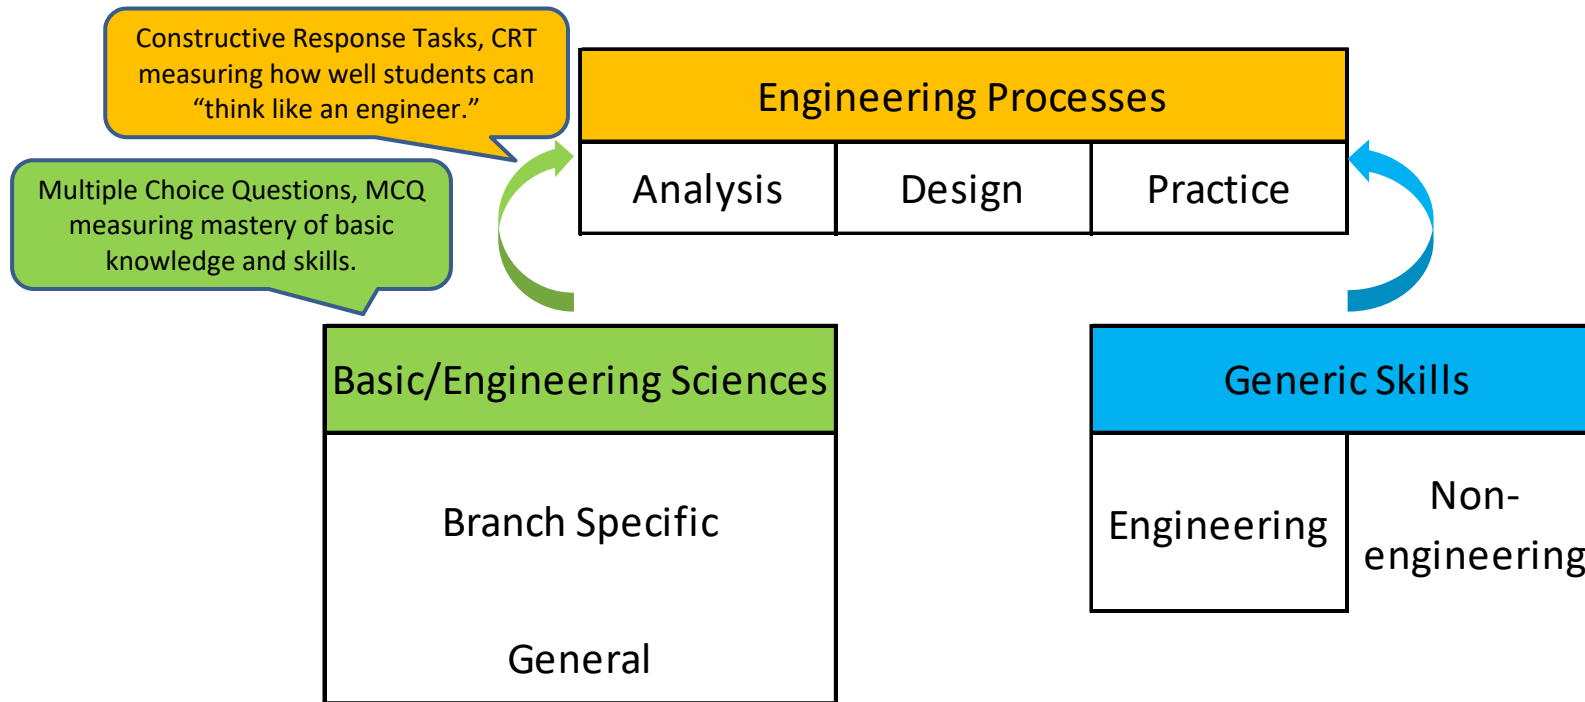 Constructive Response Tasks, CRT
measuring how well students can
“think like an engineer.”
Engineering Processes
Analysis
Design
Practice
Multiple Choice Questions, MCQ
measuring mastery of basic
knowledge and skills.
Basic/Engineering Sciences
Branch Specific
General
Generic Skills
Engineering
Non-
engineering